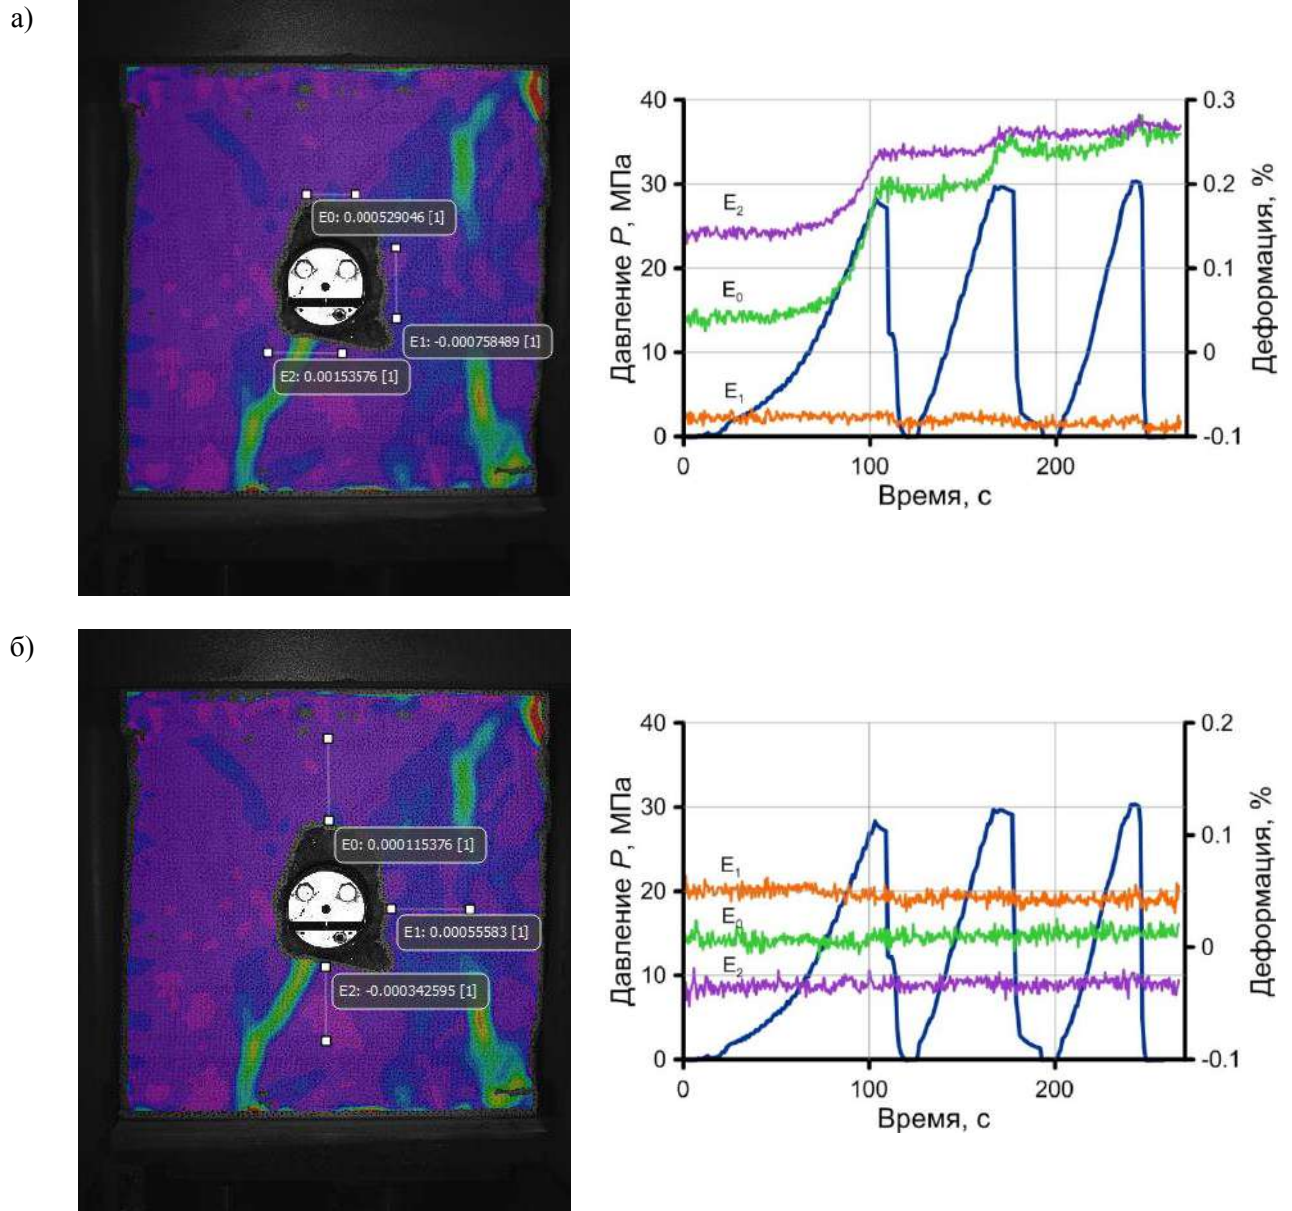 а)
E0: 0.000529046 [1]
E1: -0.000758489 [1]
E2: 0.00153576 [1]
Давление P, МПа
40
30
20
10
0
E₂
E₀
E₁
0.3
0.2
0.1
0
-0.1
Деформация, %
0
100
200
Время, с
б)
E0: 0.000115376 [1]
E1: 0.00055583 [1]
E2: -0.000342595 [1]
Давление P, МПа
40
30
20
10
0
E₁
E₀
E₂
0.2
0.1
0
-0.1
Деформация, %
0
100
200
Время, с